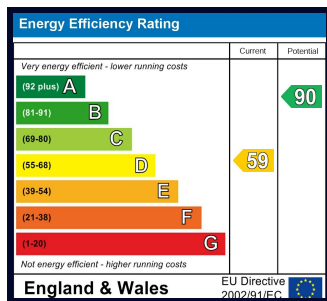 Energy Efficiency Rating
Current Potential
Very energy efficient - lower running costs
(92 plus) A
90
(81-91) B
(69-80) C
(55-68) D
59
(39-54) E
(21-38) F
(1-20) G
Not energy efficient - higher running costs
England & Wales
EU Directive
2002/91/EC